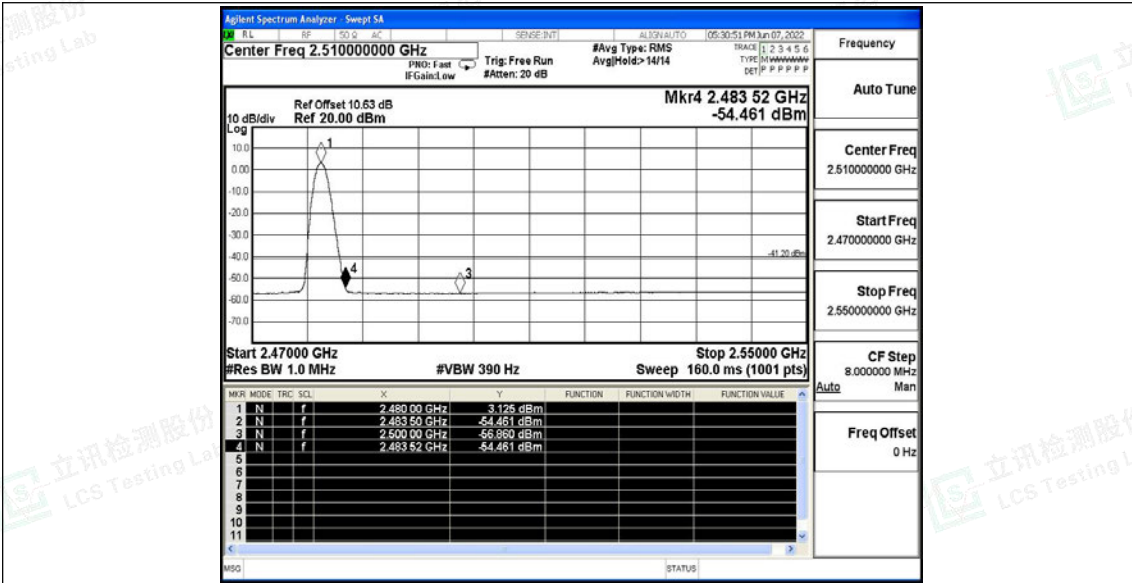 Agilent Spectrum Analyzer - Swept SA
RL RF 50 Ω AC SENSE:INT ALIGNAUTO 05:30:51 PM Jun 07, 2022
Center Freq 2.510000000 GHz
PNO: Fast
IFGain:Low
Trig: Free Run
#Atten: 20 dB
#Avg Type: RMS
Avg|Hold:>14/14
TRACE 1 2 3 4 5 6
TYPE M WWWWW
DET P P P P P P
Ref Offset 10.63 dB
10 dB/div Ref 20.00 dBm
Log
Mkr4 2.483 52 GHz
-54.461 dBm
10.0
0.00
-10.0
-20.0
-30.0
-40.0
-50.0
-60.0
-70.0
1
4
3
-41.20 dBm
Start 2.47000 GHz Stop 2.55000 GHz
#Res BW 1.0 MHz #VBW 390 Hz Sweep 160.0 ms (1001 pts)
MKR MODE TRC SCL X Y FUNCTION FUNCTION WIDTH FUNCTION VALUE
1 N f 2.480 00 GHz 3.125 dBm
2 N f 2.483 50 GHz -54.461 dBm
3 N f 2.500 00 GHz -56.860 dBm
4 N f 2.483 52 GHz -54.461 dBm
5
6
7
8
9
10
11
MSG STATUS
Frequency
Auto Tune
Center Freq
2.510000000 GHz
Start Freq
2.470000000 GHz
Stop Freq
2.550000000 GHz
CF Step
8.000000 MHz
Auto Man
Freq Offset
0 Hz
立讯检测股份
LCS Testing Lab
立讯检测股份